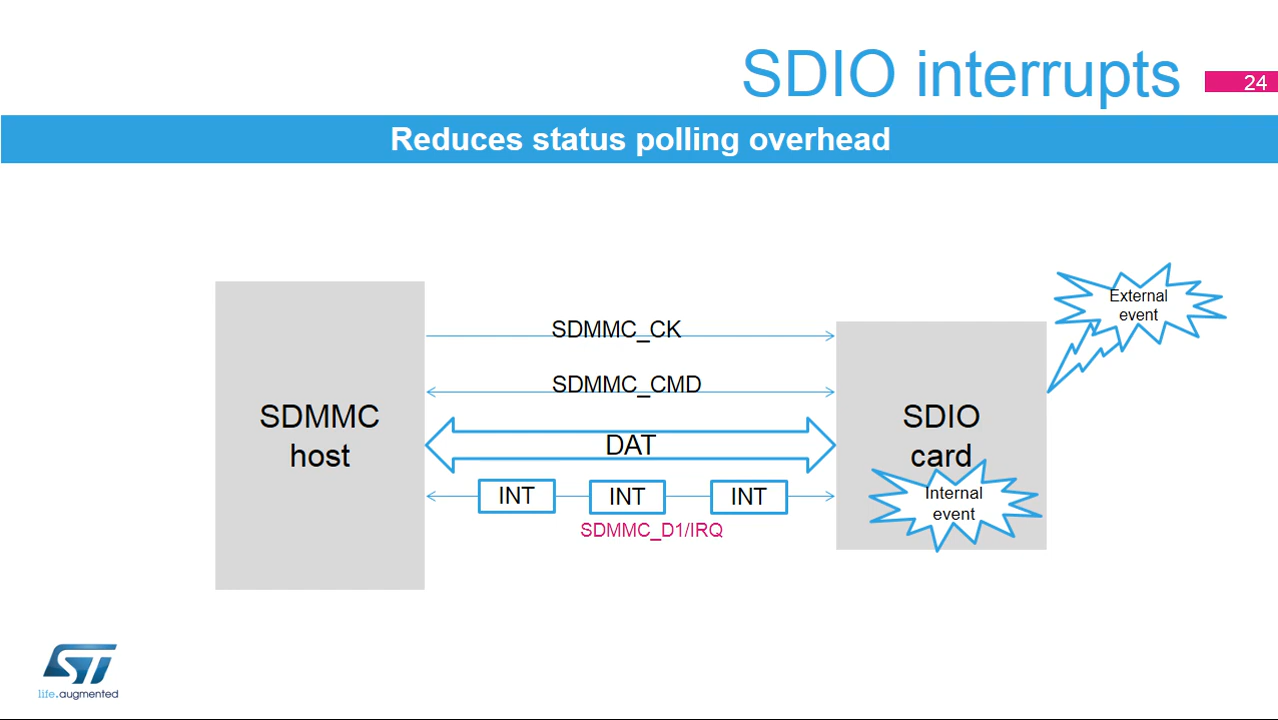 SDIO interrupts
24
Reduces status polling overhead
External
event
SDMMC_CK
SDMMC_CMD
SDMMC
host
SDIO
card
DAT
INT
INT
INT
Internal
event
SDMMC_D1/IRQ
ST
life.augmented